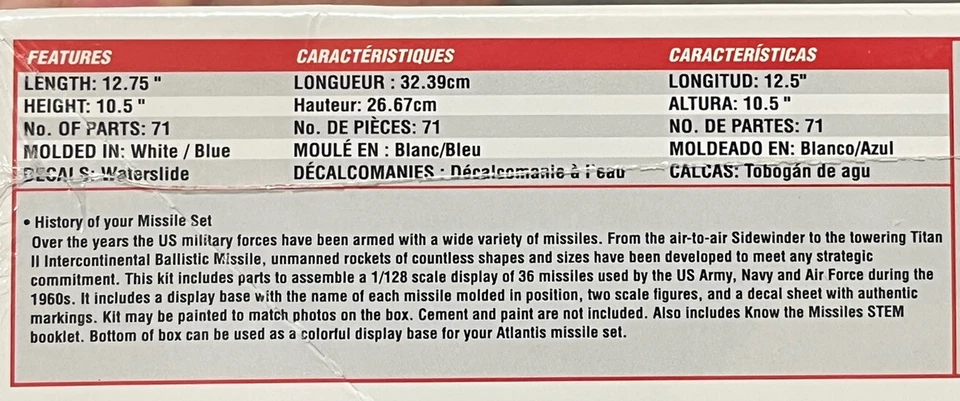 FEATURES CARACTÉRISTIQUES CARACTERÍSTICAS
LENGTH: 12.75 " LONGUEUR : 32.39cm LONGITUD: 12.5"
HEIGHT: 10.5 " Hauteur: 26.67cm ALTURA: 10.5 "
No. OF PARTS: 71 No. DE PIÈCES: 71 NO. DE PARTES: 71
MOLDED IN: White / Blue MOULÉ EN : Blanc/Bleu MOLDEADO EN: Blanco/Azul
DECALS: Waterslide DÉCALCOMANIES : Décalcomanie à l'eau CALCAS: Tobogán de agu
• History of your Missile Set
Over the years the US military forces have been armed with a wide variety of missiles. From the air-to-air Sidewinder to the towering Titan
II Intercontinental Ballistic Missile, unmanned rockets of countless shapes and sizes have been developed to meet any strategic
commitment. This kit includes parts to assemble a 1/128 scale display of 36 missiles used by the US Army, Navy and Air Force during the
1960s. It includes a display base with the name of each missile molded in position, two scale figures, and a decal sheet with authentic
markings. Kit may be painted to match photos on the box. Cement and paint are not included. Also includes Know the Missiles STEM
booklet. Bottom of box can be used as a colorful display base for your Atlantis missile set.